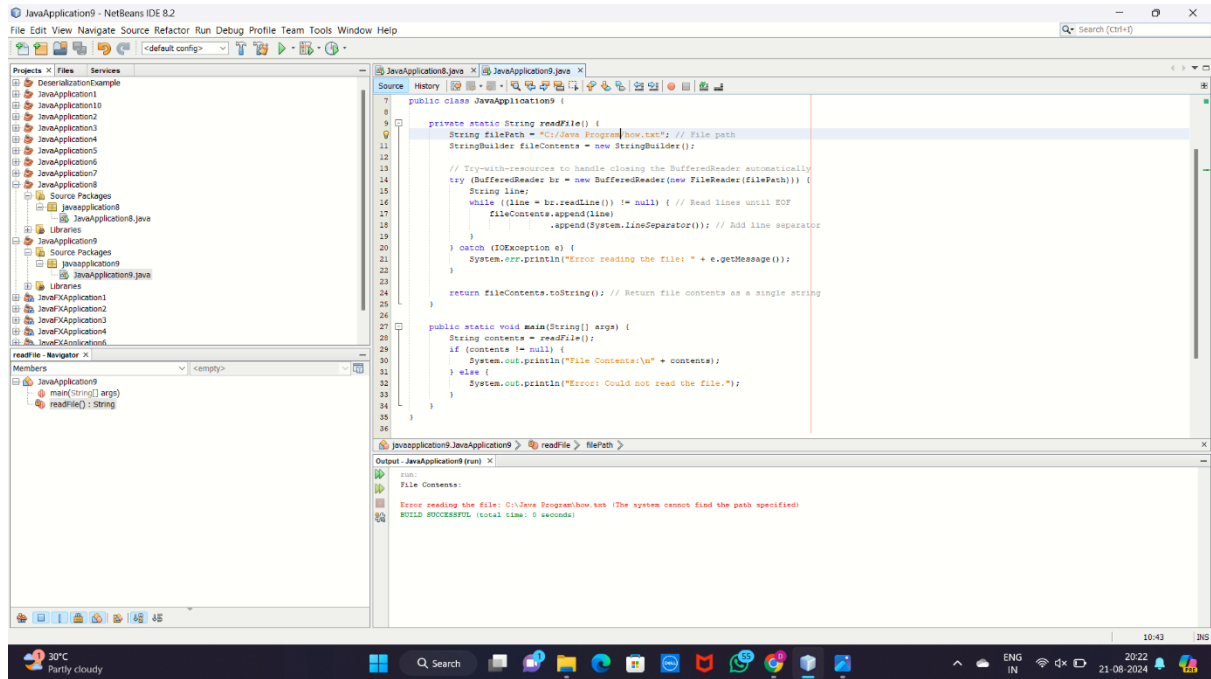 JavaApplication9 - NetBeans IDE 8.2
File Edit View Navigate Source Refactor Run Debug Profile Team Tools Window Help
Search (Ctrl+I)
<default config>
Projects Files Services
DeserializationExample
JavaApplication1
JavaApplication10
JavaApplication2
JavaApplication3
JavaApplication4
JavaApplication5
JavaApplication6
JavaApplication7
JavaApplication8
Source Packages
javaapplication8
JavaApplication8.java
Libraries
JavaApplication9
Source Packages
javaapplication9
JavaApplication9.java
Libraries
JavaFXApplication1
JavaFXApplication2
JavaFXApplication3
JavaFXApplication4
JavaFXApplication6
readFile - Navigator
Members <empty>
JavaApplication9
main(String[] args)
readFile() : String
JavaApplication8.java JavaApplication9.java
Source History
7 public class JavaApplication9 {
8
9 private static String readFile() {
String filePath = "C:/Java Program/how.txt"; // File path
11 StringBuilder fileContents = new StringBuilder();
12
13 // Try-with-resources to handle closing the BufferedReader automatically
14 try (BufferedReader br = new BufferedReader(new FileReader(filePath))) {
15 String line;
16 while ((line = br.readLine()) != null) { // Read lines until EOF
17 fileContents.append(line)
18 .append(System.lineSeparator()); // Add line separator
19 }
20 } catch (IOException e) {
21 System.err.println("Error reading the file: " + e.getMessage());
22 }
23
24 return fileContents.toString(); // Return file contents as a single string
25 }
26
27 public static void main(String[] args) {
28 String contents = readFile();
29 if (contents != null) {
30 System.out.println("File Contents:\n" + contents);
31 } else {
32 System.out.println("Error: Could not read the file.");
33 }
34 }
35 }
36
javaapplication9.JavaApplication9 readFile filePath
Output - JavaApplication9 (run)
run:
File Contents:
Error reading the file: C:\Java Program\how.txt (The system cannot find the path specified)
BUILD SUCCESSFUL (total time: 0 seconds)
10:43 INS
1
30°C
Partly cloudy
Search
1
DELL
55
ENG
IN
20:22
21-08-2024
PRE